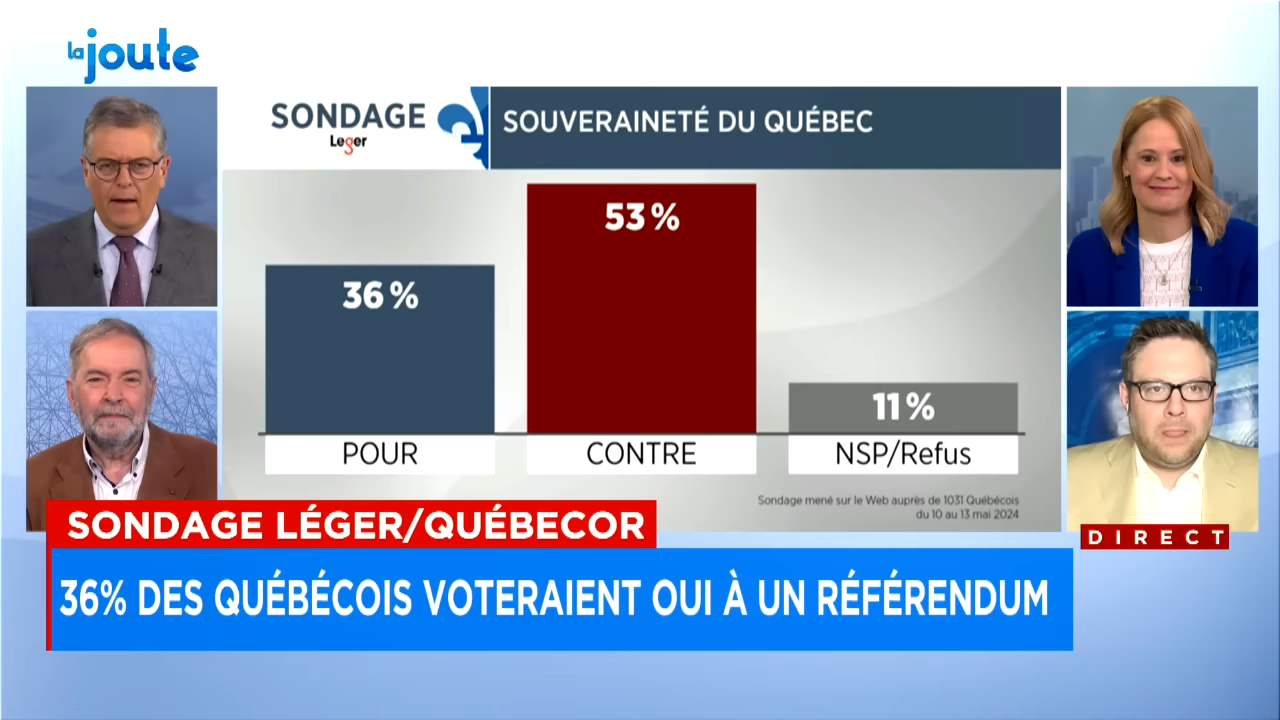 la joute
SONDAGE
Leger
SOUVERAINETÉ DU QUÉBEC
36 %
53 %
11 %
POUR
CONTRE
NSP/Refus
Sondage mené sur le Web auprès de 1031 Québécois
du 10 au 13 mai 2024
SONDAGE LÉGER/QUÉBECOR
DIRECT
36% DES QUÉBÉCOIS VOTERAIENT OUI À UN RÉFÉRENDUM